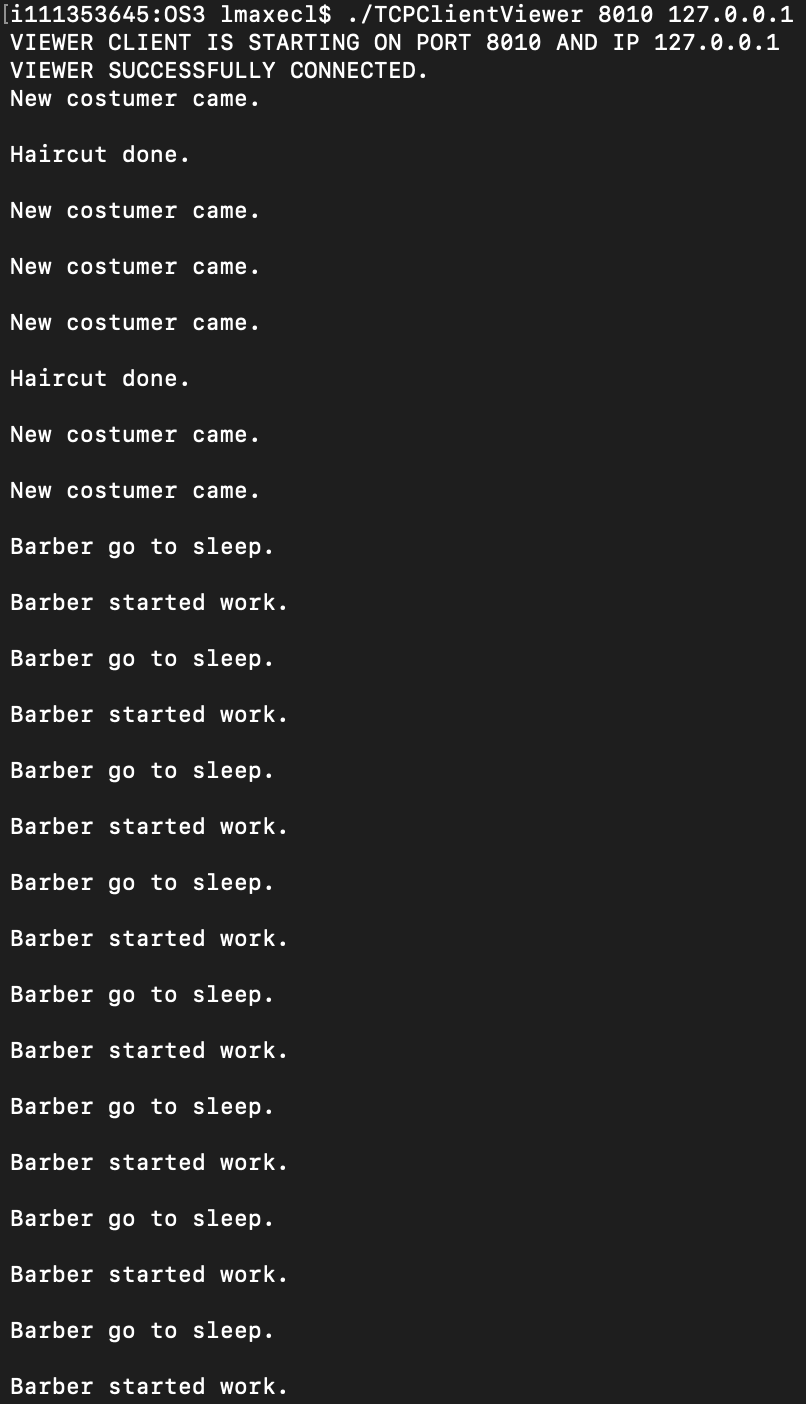 [i111353645:OS3 lmaxecl$ ./TCPClientViewer 8010 127.0.0.1
VIEWER CLIENT IS STARTING ON PORT 8010 AND IP 127.0.0.1
VIEWER SUCCESSFULLY CONNECTED.
New costumer came.
Haircut done.
New costumer came.
New costumer came.
New costumer came.
Haircut done.
New costumer came.
New costumer came.
Barber go to sleep.
Barber started work.
Barber go to sleep.
Barber started work.
Barber go to sleep.
Barber started work.
Barber go to sleep.
Barber started work.
Barber go to sleep.
Barber started work.
Barber go to sleep.
Barber started work.
Barber go to sleep.
Barber started work.
Barber go to sleep.
Barber started work.